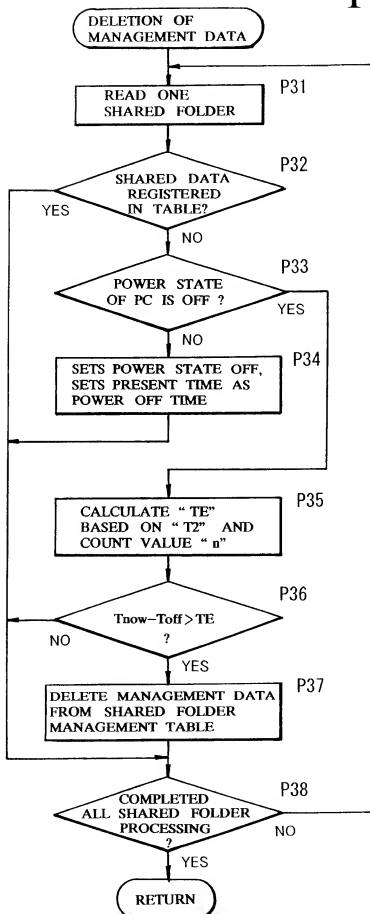 DELETION OF
MANAGEMENT DATA
READ ONE
SHARED FOLDER
P31
SHARED DATA
REGISTERED
IN TABLE?
P32
YES
NO
POWER STATE
OF PC IS OFF ?
P33
YES
NO
SETS POWER STATE OFF,
SETS PRESENT TIME AS
POWER OFF TIME
P34
CALCULATE “ TE”
BASED ON “ T2” AND
COUNT VALUE “ n”
P35
Tnow-Toff>TE
?
P36
NO
YES
DELETE MANAGEMENT DATA
FROM SHARED FOLDER
MANAGEMENT TABLE
P37
COMPLETED
ALL SHARED FOLDER
PROCESSING
?
P38
NO
YES
RETURN